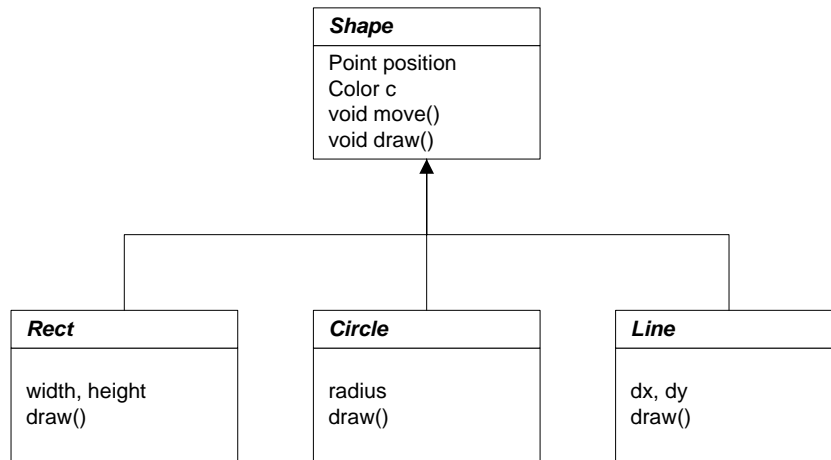 Shape
Point position
Color c
void move()
void draw()
Rect
width, height
draw()
Circle
radius
draw()
Line
dx, dy
draw()